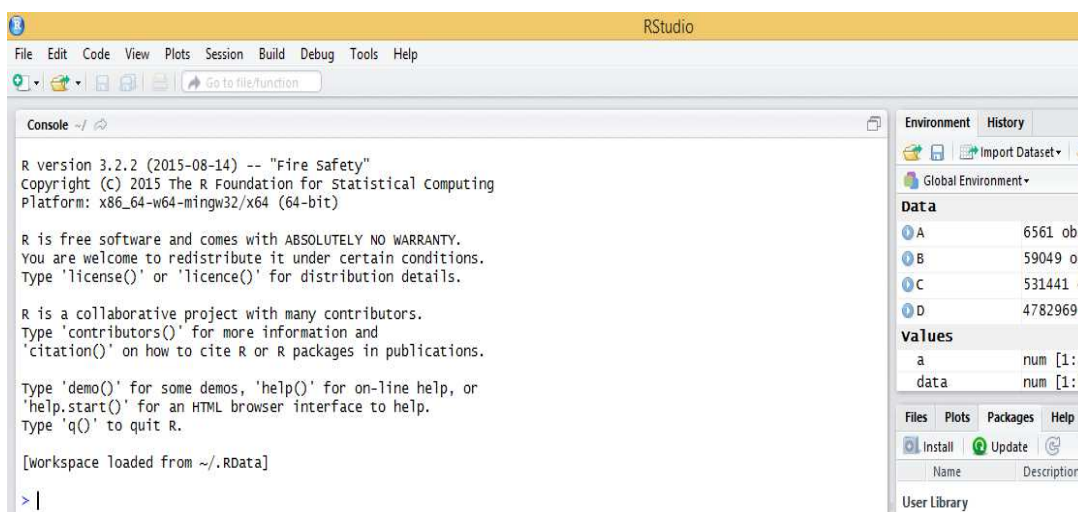 RStudio
File Edit Code View Plots Session Build Debug Tools Help
Go to file/function
Console ~/
R version 3.2.2 (2015-08-14) -- "Fire Safety"
Copyright (C) 2015 The R Foundation for Statistical Computing
Platform: x86_64-w64-mingw32/x64 (64-bit)
R is free software and comes with ABSOLUTELY NO WARRANTY.
You are welcome to redistribute it under certain conditions.
Type 'license()' or 'licence()' for distribution details.
R is a collaborative project with many contributors.
Type 'contributors()' for more information and
'citation()' on how to cite R or R packages in publications.
Type 'demo()' for some demos, 'help()' for on-line help, or
'help.start()' for an HTML browser interface to help.
Type 'q()' to quit R.
[Workspace loaded from ~/.RData]
>
Environment History
Import Dataset
Global Environment
Data
A 6561 ob
B 59049 o
C 531441
D 4782969
Values
a num [1:
data num [1:
Files Plots Packages Help
Install Update
Name Description
User Library